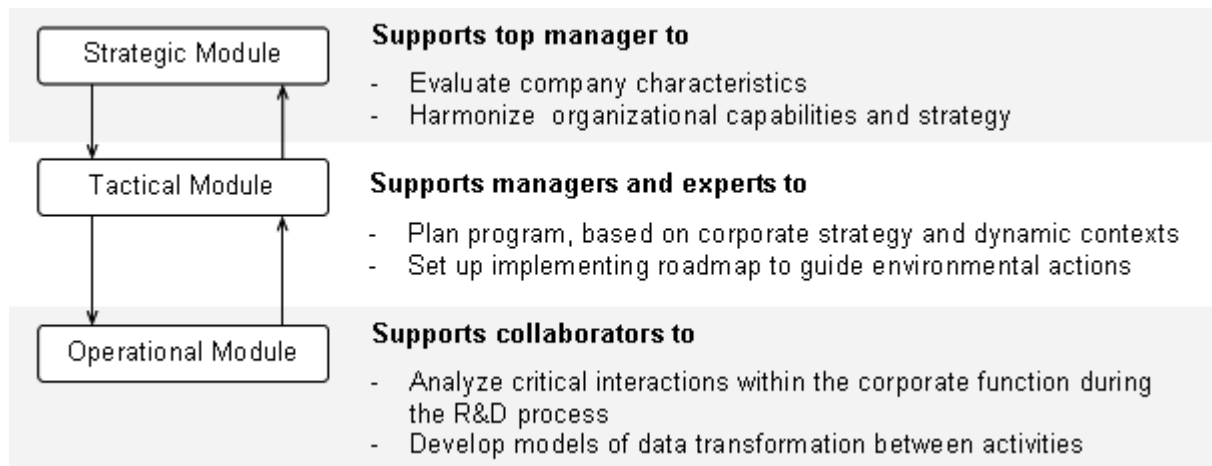 Strategic Module
Supports top manager to
- Evaluate company characteristics
- Harmonize organizational capabilities and strategy
Tactical Module
Supports managers and experts to
- Plan program, based on corporate strategy and dynamic contexts
- Set up implementing roadmap to guide environmental actions
Operational Module
Supports collaborators to
- Analyze critical interactions within the corporate function during
the R&D process
- Develop models of data transformation between activities